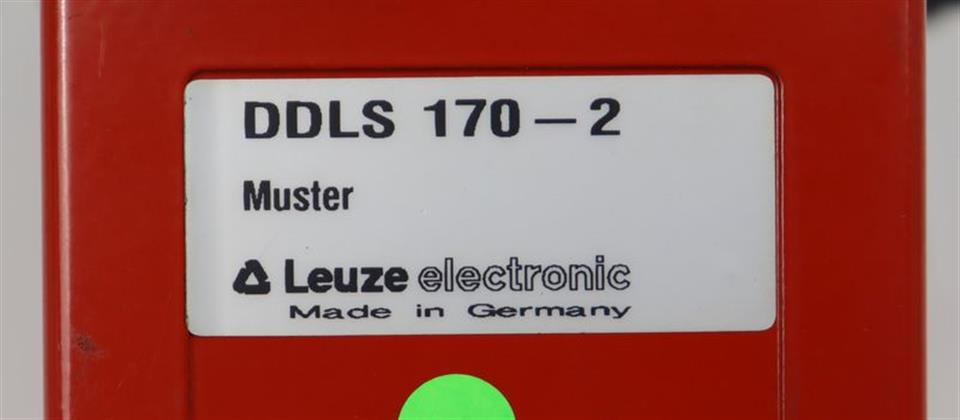 DDLS 170-2
Muster
Leuze electronic
Made in Germany